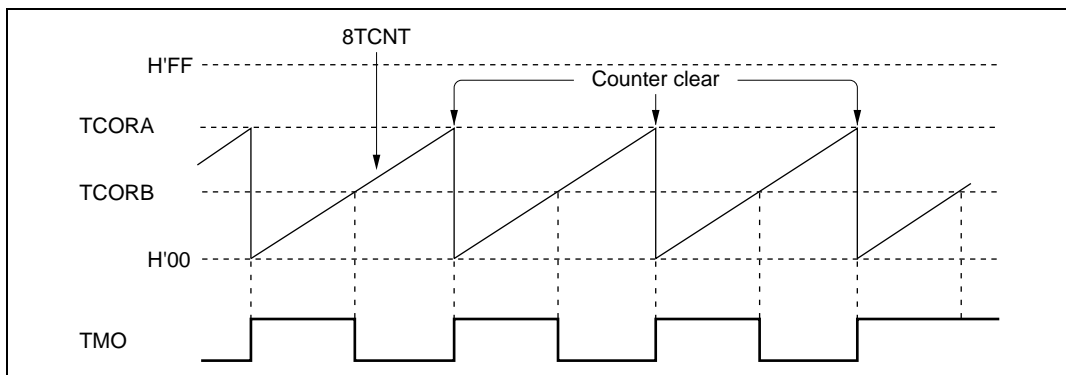 8TCNT
H'FF
Counter clear
TCORA
TCORB
H'00
TMO